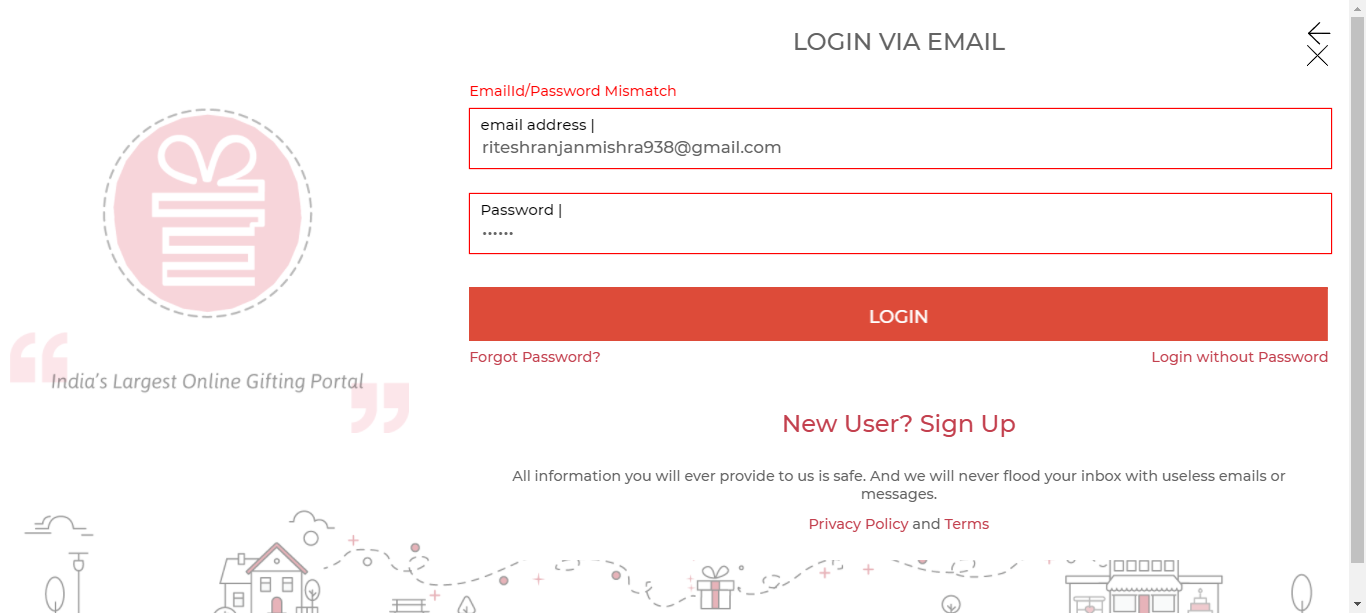 LOGIN VIA EMAIL
EmailId/Password Mismatch
email address |
riteshranjanmishra938@gmail.com
Password |
••••••
LOGIN
Forgot Password?
Login without Password
India's Largest Online Gifting Portal
New User? Sign Up
All information you will ever provide to us is safe. And we will never flood your inbox with useless emails or
messages.
Privacy Policy and Terms